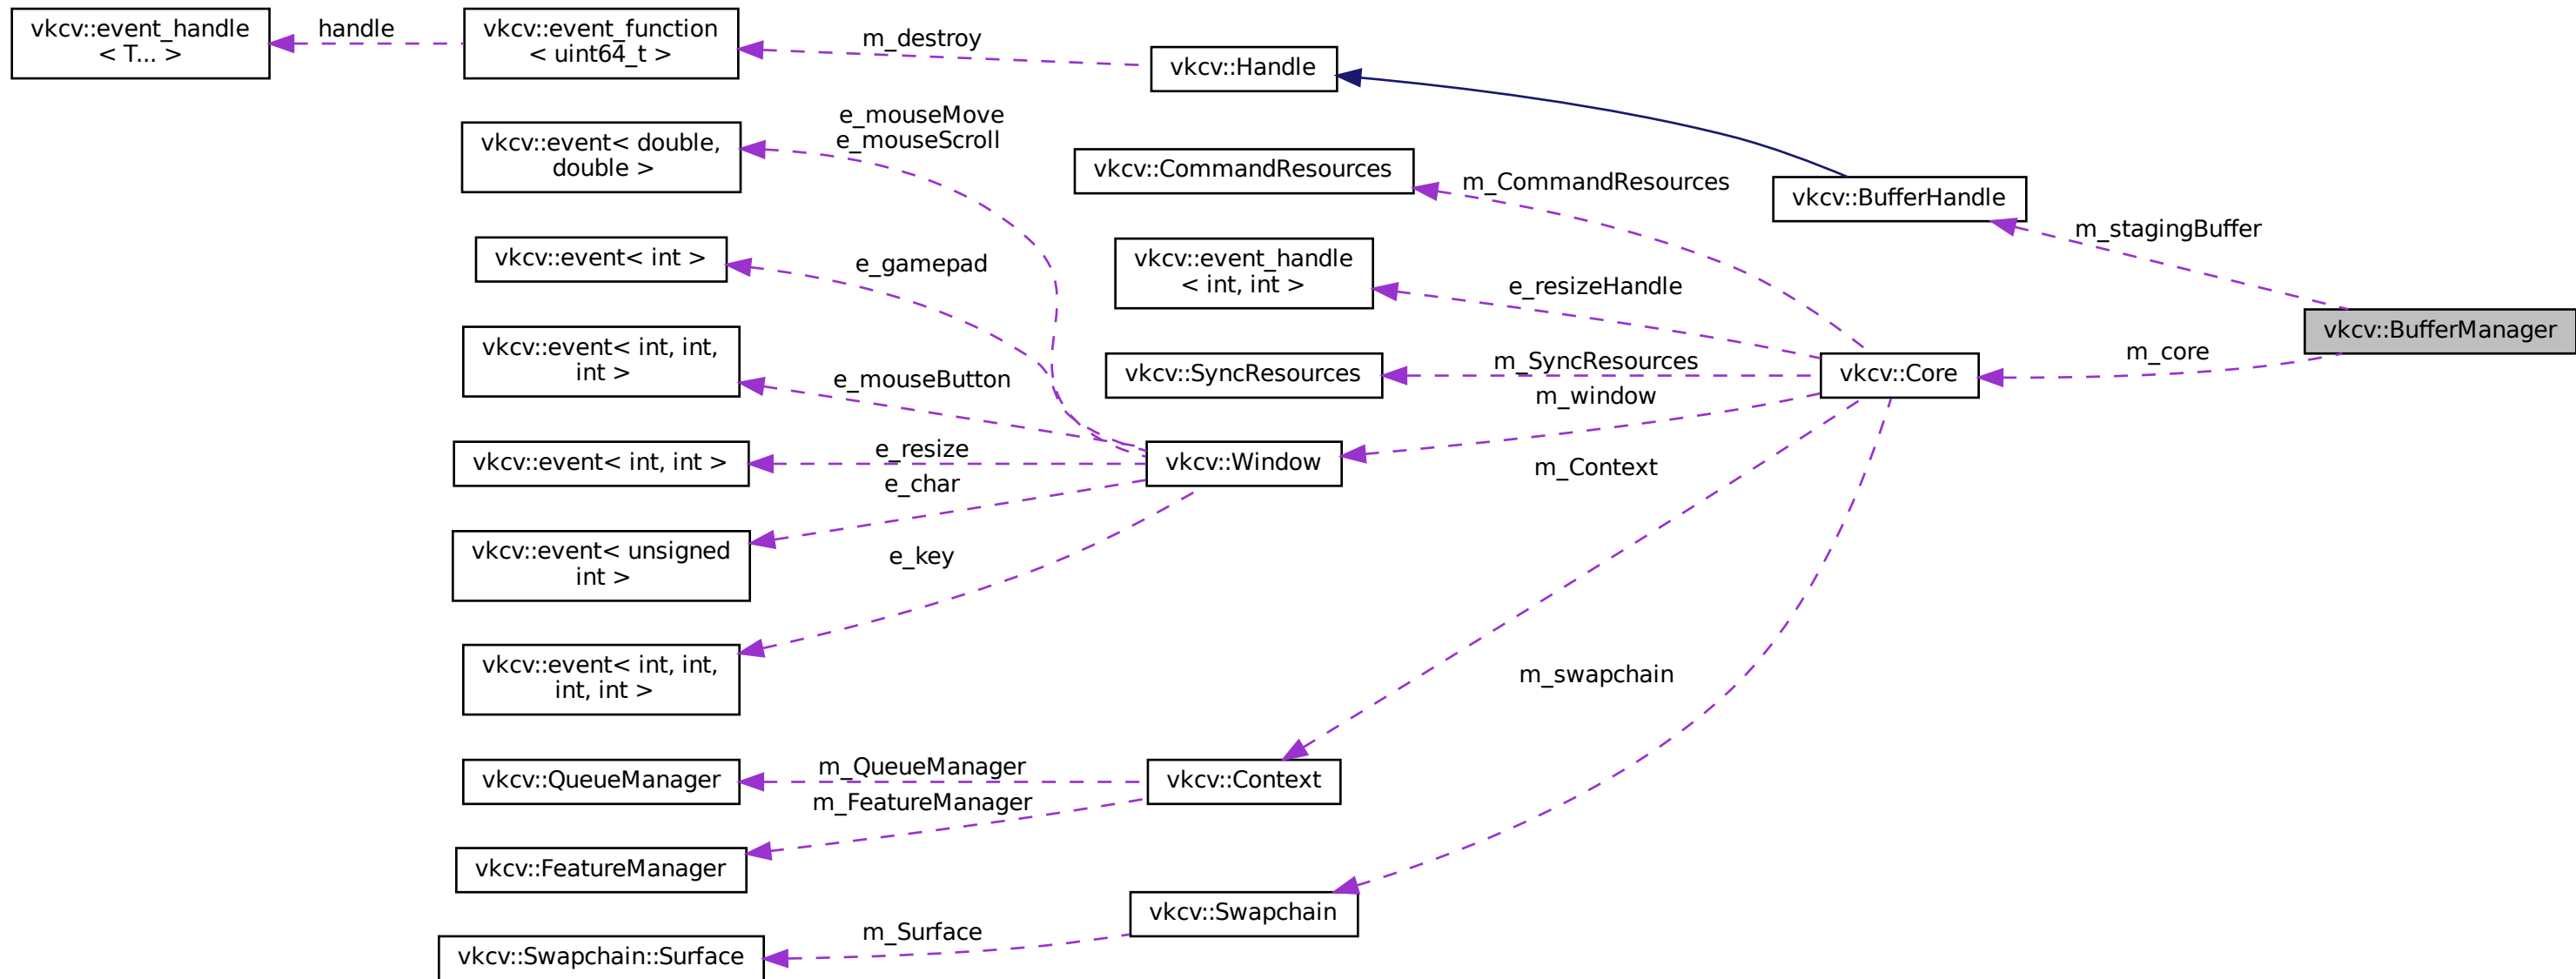 vkcv::event_handle
< T... >
handle
vkcv::event_function
< uint64_t >
m_destroy
vkcv::Handle
vkcv::event< double,
double >
e_mouseMove
e_mouseScroll
vkcv::CommandResources
m_CommandResources
vkcv::BufferHandle
m_stagingBuffer
vkcv::event< int >
e_gamepad
vkcv::event_handle
< int, int >
e_resizeHandle
vkcv::BufferManager
m_core
vkcv::event< int, int,
int >
e_mouseButton
vkcv::SyncResources
m_SyncResources
vkcv::Core
m_window
vkcv::event< int, int >
e_resize
vkcv::Window
m_Context
e_char
vkcv::event< unsigned
int >
e_key
vkcv::event< int, int,
int, int >
m_swapchain
vkcv::QueueManager
m_QueueManager
vkcv::Context
m_FeatureManager
vkcv::FeatureManager
vkcv::Swapchain
m_Surface
vkcv::Swapchain::Surface